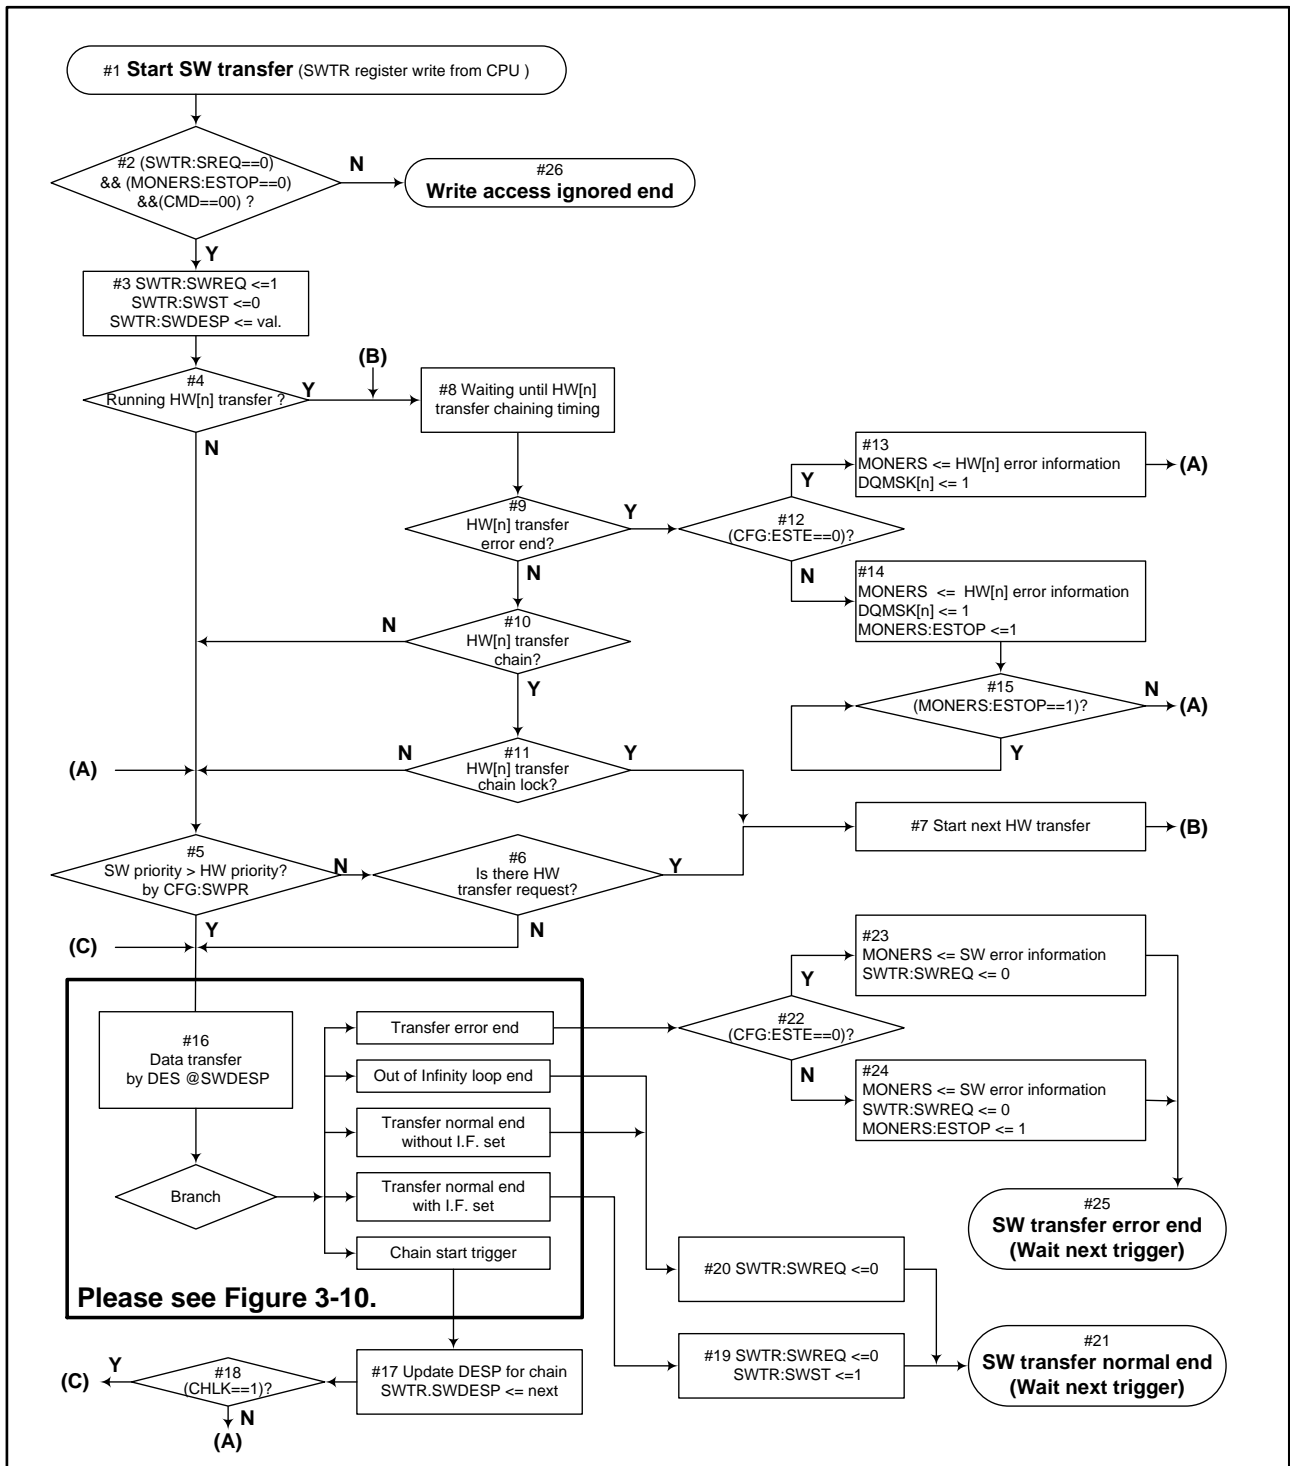 #1 Start SW transfer (SWTR register write from CPU )
#2 (SWTR:SREQ==0)
&& (MONERS:ESTOP==0)
&&(CMD==00) ?
N
#26
Write access ignored end
Y
#3 SWTR:SWREQ <=1
SWTR:SWST <=0
SWTR:SWDESP <= val.
(B)
#4
Running HW[n] transfer ?
Y
#8 Waiting until HW[n]
transfer chaining timing
N
#13
MONERS <= HW[n] error information
DQMSK[n] <= 1
(A)
Y
#9
HW[n] transfer
error end?
Y
#12
(CFG:ESTE==0)?
N
N
#14
MONERS <= HW[n] error information
DQMSK[n] <= 1
MONERS:ESTOP <=1
N
#10
HW[n] transfer
chain?
Y
#15
(MONERS:ESTOP==1)?
N
(A)
Y
(A)
N
#11
HW[n] transfer
chain lock?
Y
#7 Start next HW transfer
(B)
#5
SW priority > HW priority?
by CFG:SWPR
N
#6
Is there HW
transfer request?
Y
Y
N
(C)
#23
MONERS <= SW error information
SWTR:SWREQ <= 0
Y
#16
Data transfer
by DES @SWDESP
Transfer error end
#22
(CFG:ESTE==0)?
Out of Infinity loop end
N
#24
MONERS <= SW error information
SWTR:SWREQ <= 0
MONERS:ESTOP <= 1
Transfer normal end
without I.F. set
Branch
Transfer normal end
with I.F. set
#25
SW transfer error end
(Wait next trigger)
Chain start trigger
#20 SWTR:SWREQ <=0
Please see Figure 3-10.
#21
SW transfer normal end
(Wait next trigger)
#19 SWTR:SWREQ <=0
SWTR:SWST <=1
#17 Update DESP for chain
SWTR.SWDESP <= next
Y
#18
(CHLK==1)?
(C)
N
(A)